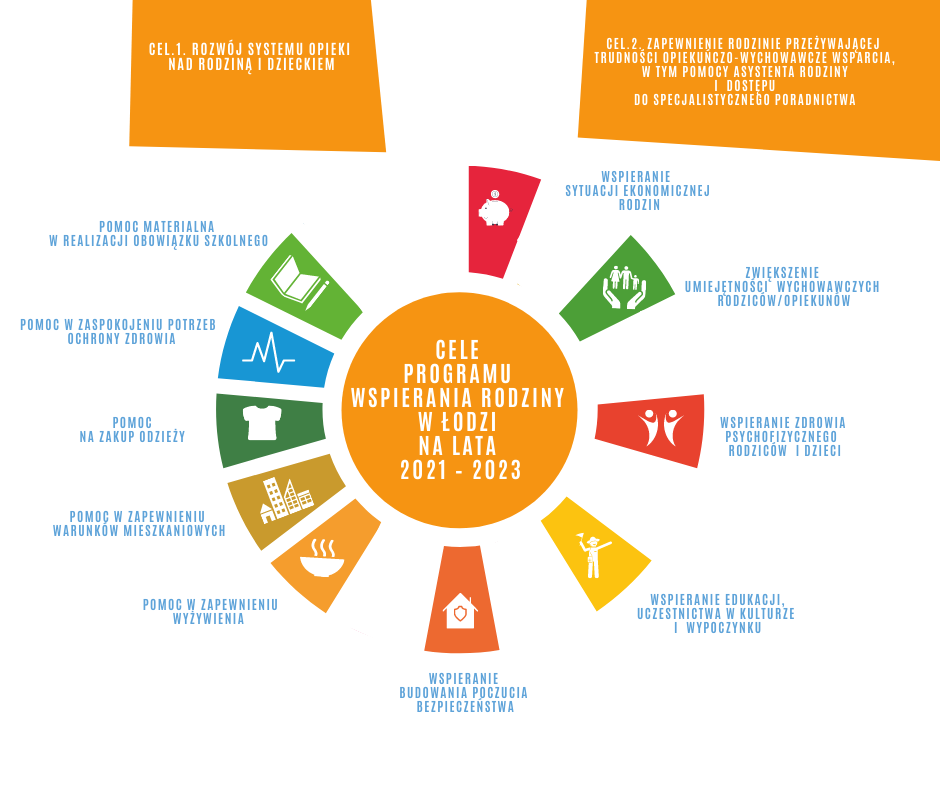 CEL.1. ROZWÓJ SYSTEMU OPIEKI
NAD RODZINĄ I DZIECKIEM
CEL.2. ZAPEWNIENIE RODZINIE PRZEŻYWAJĄCEJ
TRUDNOŚCI OPIEKUŃCZO-WYCHOWAWCZE WSPARCIA,
W TYM POMOCY ASYSTENTA RODZINY
I DOSTĘPU
DO SPECJALISTYCZNEGO PORADNICTWA
WSPIERANIE
SYTUACJI EKONOMICZNEJ
RODZIN
POMOC MATERIALNA
W REALIZACJI OBOWIĄZKU SZKOLNEGO
ZWIĘKSZENIE
UMIEJĘTNOŚCI WYCHOWAWCZYCH
RODZICÓW/OPIEKUNÓW
POMOC W ZASPOKOJENIU POTRZEB
OCHRONY ZDROWIA
CELE
PROGRAMU
WSPIERANIA RODZINY
W ŁODZI
NA LATA
2021 - 2023
POMOC
NA ZAKUP ODZIEŻY
WSPIERANIE ZDROWIA
PSYCHOFIZYCZNEGO
RODZICÓW I DZIECI
POMOC W ZAPEWNIENIU
WARUNKÓW MIESZKANIOWYCH
POMOC W ZAPEWNIENIU
WYŻYWIENIA
WSPIERANIE EDUKACJI,
UCZESTNICTWA W KULTURZE
I WYPOCZYNKU
WSPIERANIE
BUDOWANIA POCZUCIA
BEZPIECZEŃSTWA